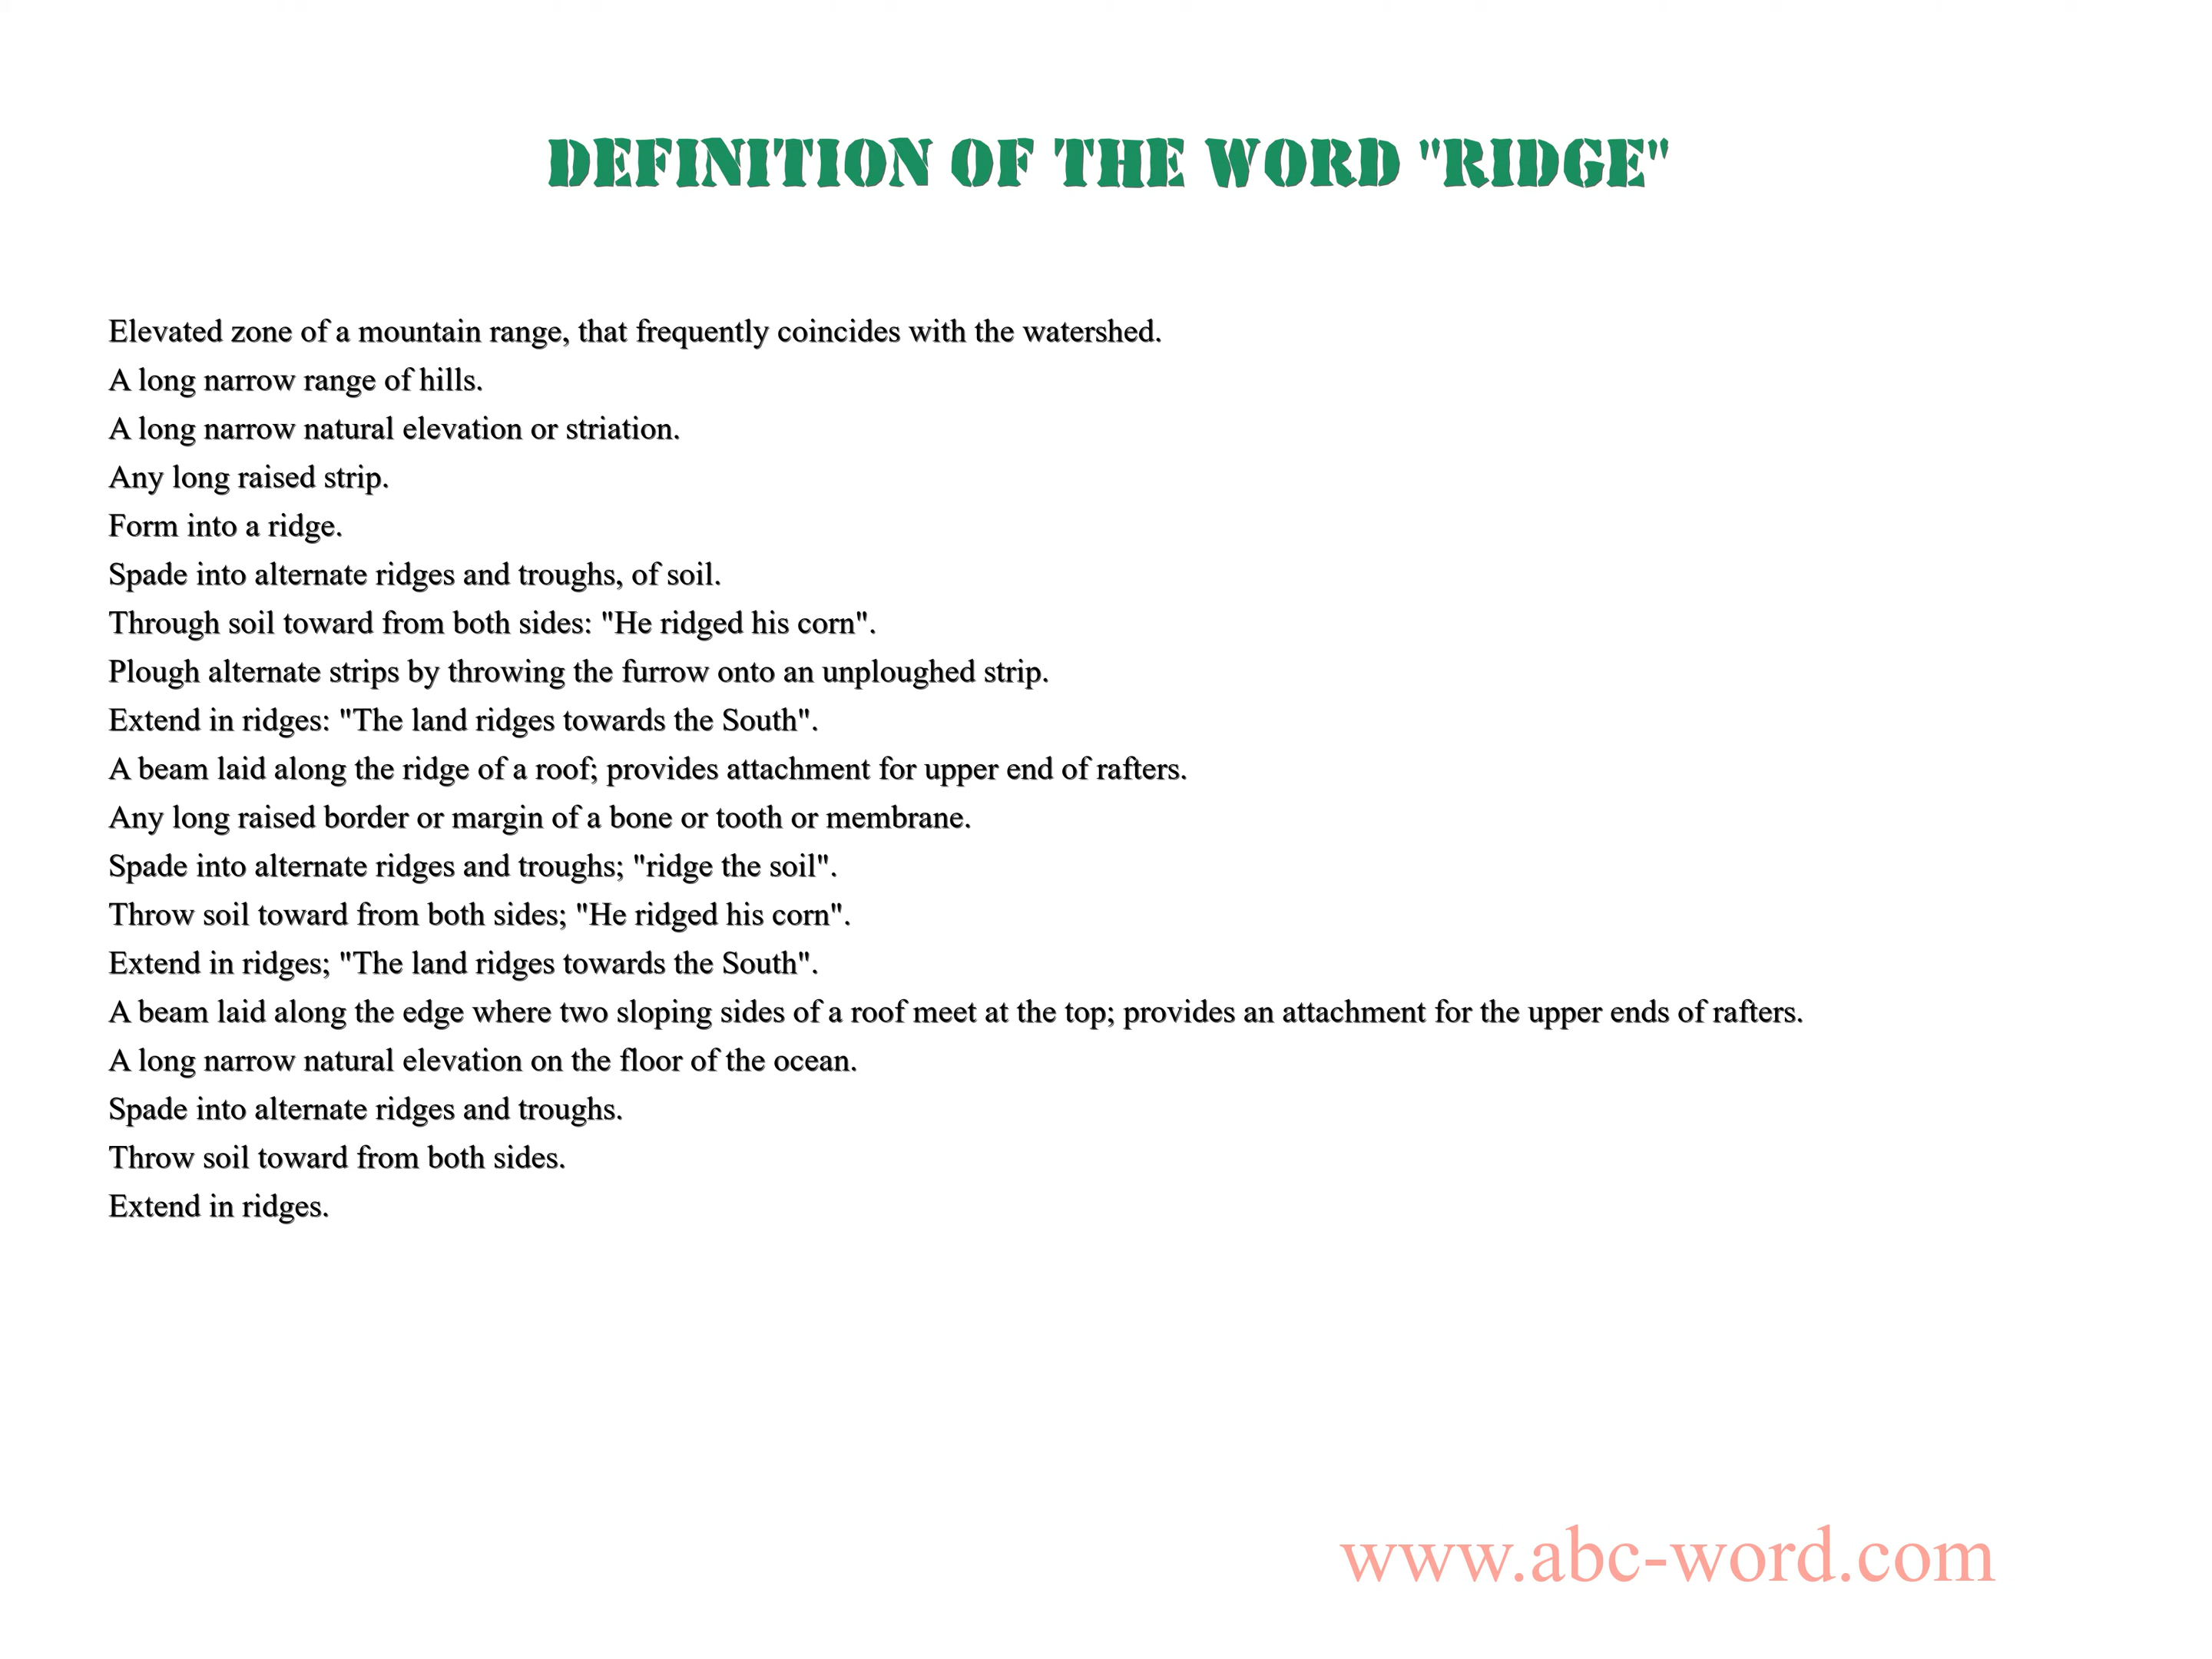 DEFINITION OF THE WORD "RIDGE"
Elevated zone of a mountain range, that frequently coincides with the watershed.
A long narrow range of hills.
A long narrow natural elevation or striation.
Any long raised strip.
Form into a ridge.
Spade into alternate ridges and troughs, of soil.
Through soil toward from both sides: "He ridged his corn".
Plough alternate strips by throwing the furrow onto an unploughed strip.
Extend in ridges: "The land ridges towards the South".
A beam laid along the ridge of a roof; provides attachment for upper end of rafters.
Any long raised border or margin of a bone or tooth or membrane.
Spade into alternate ridges and troughs; "ridge the soil".
Throw soil toward from both sides; "He ridged his corn".
Extend in ridges; "The land ridges towards the South".
A beam laid along the edge where two sloping sides of a roof meet at the top; provides an attachment for the upper ends of rafters.
A long narrow natural elevation on the floor of the ocean.
Spade into alternate ridges and troughs.
Throw soil toward from both sides.
Extend in ridges.
www.abc-word.com